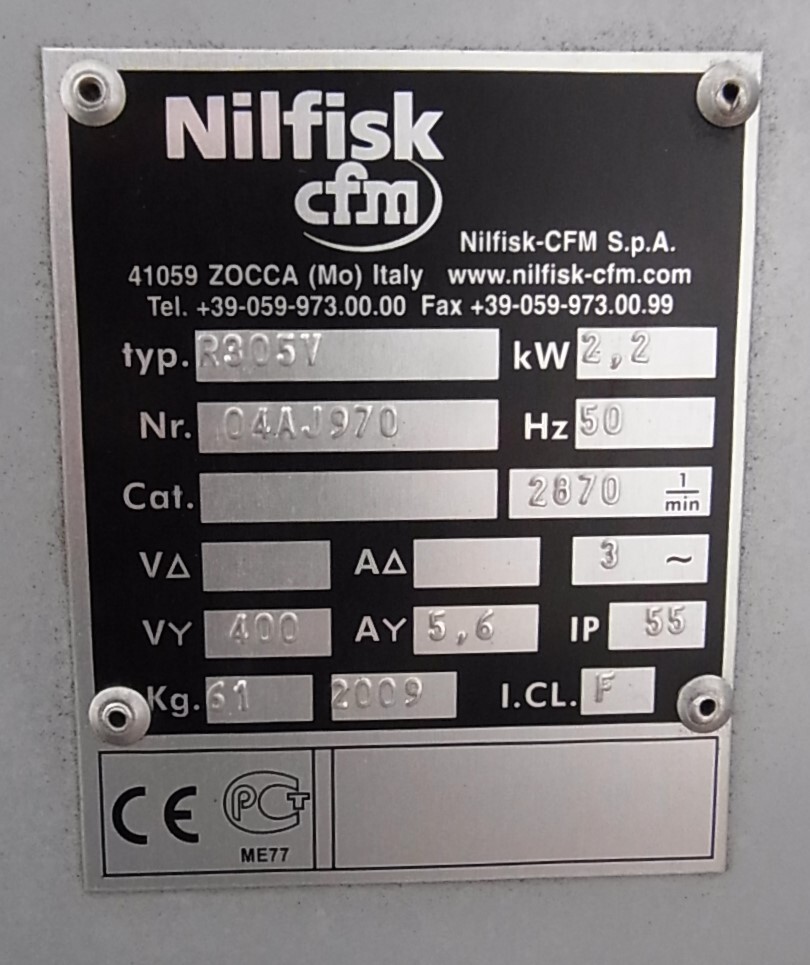 Nilfisk
cfm
Nilfisk-CFM S.p.A.
41059 ZOCCA (Mo) Italy www.nilfisk-cfm.com
Tel. +39-059-973.00.00 Fax +39-059-973.00.99
typ. R305V kW 2,2
Nr. 04AJ970 Hz 50
Cat. 2870 1/min
V△ A△ 3 ~
VY 400 AY 5,6 IP 55
Kg. 61 2009 I.CL. F
CE PCT
ME77